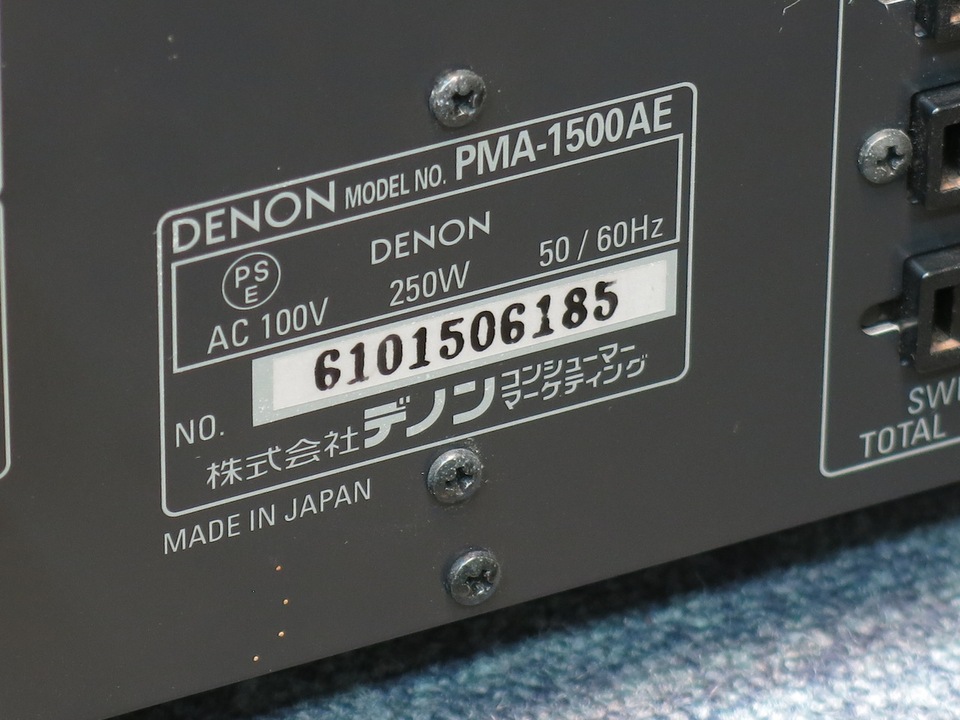 DENON MODEL NO. PMA-1500AE
PS
E
DENON
AC 100V 250W 50 / 60Hz
NO. 6101506185
株式会社デノン コンシューマー
マーケティング
MADE IN JAPAN
TOTAL